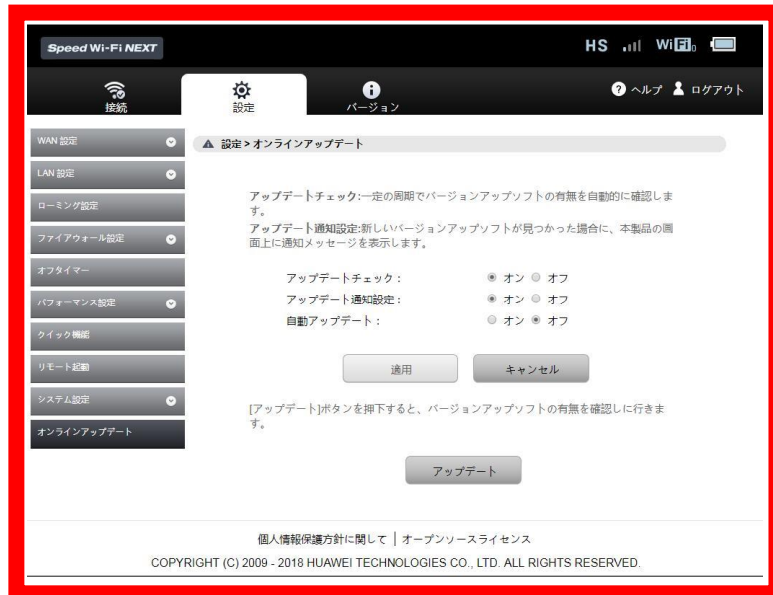 Speed Wi-Fi NEXT
HS WiFi 0
接続
設定
バージョン
ヘルプ ログアウト
WAN 設定
LAN 設定
ローミング設定
ファイアウォール設定
オフタイマー
パフォーマンス設定
クイック機能
リモート起動
システム設定
オンラインアップデート
設定 > オンラインアップデート
アップデートチェック:一定の周期でバージョンアップソフトの有無を自動的に確認しま
す。
アップデート通知設定:新しいバージョンアップソフトが見つかった場合に、本製品の画
面上に通知メッセージを表示します。
アップデートチェック: オン オフ
アップデート通知設定: オン オフ
自動アップデート: オン オフ
適用 キャンセル
[アップデート]ボタンを押下すると、バージョンアップソフトの有無を確認しに行きま
す。
アップデート
個人情報保護方針に関して | オープンソースライセンス
COPYRIGHT (C) 2009 - 2018 HUAWEI TECHNOLOGIES CO., LTD. ALL RIGHTS RESERVED.